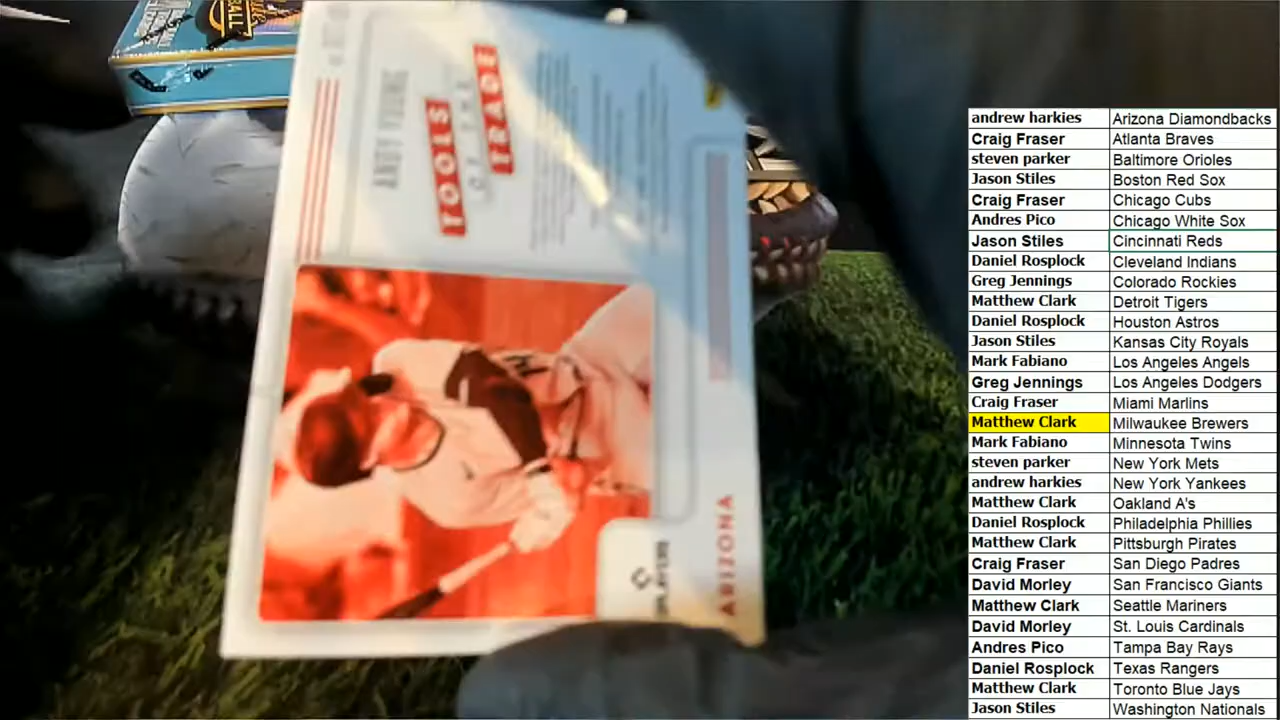 ANDY YOUNG
TOOLS
OF THE
TRADE
PLAYERS
ARIZONA
BALL
andrew harkies Arizona Diamondbacks
Craig Fraser Atlanta Braves
steven parker Baltimore Orioles
Jason Stiles Boston Red Sox
Craig Fraser Chicago Cubs
Andres Pico Chicago White Sox
Jason Stiles Cincinnati Reds
Daniel Rosplock Cleveland Indians
Greg Jennings Colorado Rockies
Matthew Clark Detroit Tigers
Daniel Rosplock Houston Astros
Jason Stiles Kansas City Royals
Mark Fabiano Los Angeles Angels
Greg Jennings Los Angeles Dodgers
Craig Fraser Miami Marlins
Matthew Clark Milwaukee Brewers
Mark Fabiano Minnesota Twins
steven parker New York Mets
andrew harkies New York Yankees
Matthew Clark Oakland A's
Daniel Rosplock Philadelphia Phillies
Matthew Clark Pittsburgh Pirates
Craig Fraser San Diego Padres
David Morley San Francisco Giants
Matthew Clark Seattle Mariners
David Morley St. Louis Cardinals
Andres Pico Tampa Bay Rays
Daniel Rosplock Texas Rangers
Matthew Clark Toronto Blue Jays
Jason Stiles Washington Nationals